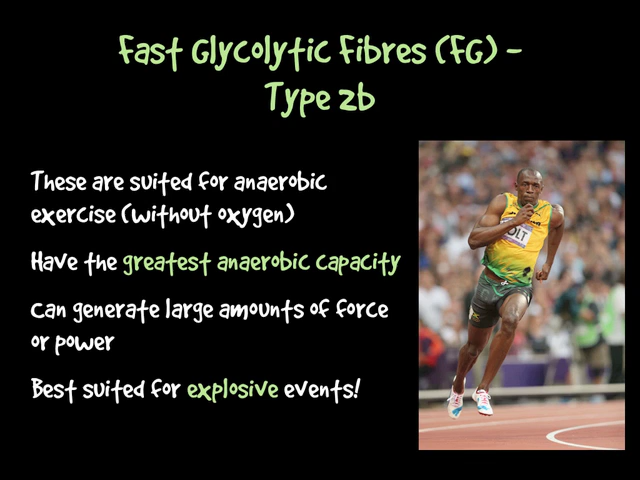 Fast Glycolytic Fibres (FG) –
Type 2b
These are suited for anaerobic
exercise (without oxygen)
Have the greatest anaerobic capacity
Can generate large amounts of force
or power
Best suited for explosive events!
OLT